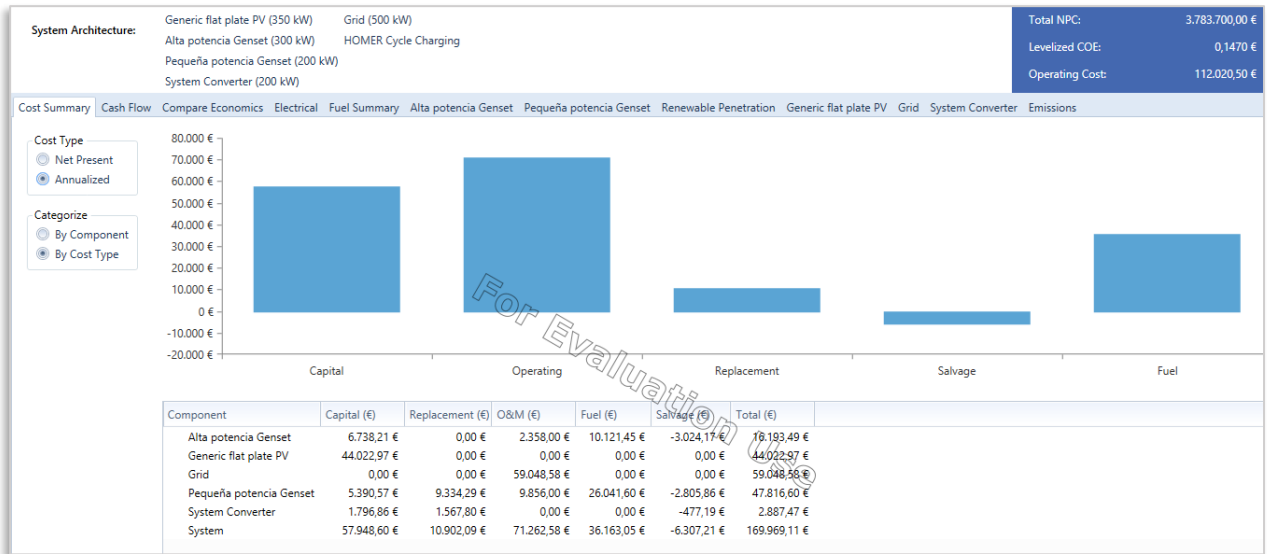 System Architecture:
Generic flat plate PV (350 kW) Grid (500 kW)
Alta potencia Genset (300 kW) HOMER Cycle Charging
Pequeña potencia Genset (200 kW)
System Converter (200 kW)
Total NPC: 3.783.700,00 €
Levelized COE: 0,1470 €
Operating Cost: 112.020,50 €
Cost Summary Cash Flow Compare Economics Electrical Fuel Summary Alta potencia Genset Pequeña potencia Genset Renewable Penetration Generic flat plate PV Grid System Converter Emissions
Cost Type
Net Present
Annualized
Categorize
By Component
By Cost Type
80.000 €
70.000 €
60.000 €
50.000 €
40.000 €
30.000 €
20.000 €
10.000 €
0 €
-10.000 €
-20.000 €
Capital Operating Replacement Salvage Fuel
For Evaluation Use
Component Capital (€) Replacement (€) O&M (€) Fuel (€) Salvage (€) Total (€)
Alta potencia Genset 6.738,21 € 0,00 € 2.358,00 € 10.121,45 € -3.024,17 € 16.193,49 €
Generic flat plate PV 44.022,97 € 0,00 € 0,00 € 0,00 € 0,00 € 44.022,97 €
Grid 0,00 € 0,00 € 59.048,58 € 0,00 € 0,00 € 59.048,58 €
Pequeña potencia Genset 5.390,57 € 9.334,29 € 9.856,00 € 26.041,60 € -2.805,86 € 47.816,60 €
System Converter 1.796,86 € 1.567,80 € 0,00 € 0,00 € -477,19 € 2.887,47 €
System 57.948,60 € 10.902,09 € 71.262,58 € 36.163,05 € -6.307,21 € 169.969,11 €